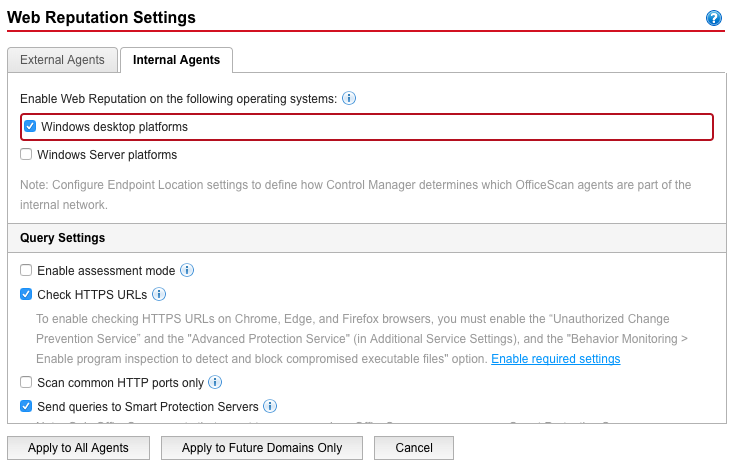 Web Reputation Settings
?
External Agents
Internal Agents
Enable Web Reputation on the following operating systems:
Windows desktop platforms
Windows Server platforms
Note: Configure Endpoint Location settings to define how Control Manager determines which OfficeScan agents are part of the
internal network.
Query Settings
Enable assessment mode
Check HTTPS URLs
To enable checking HTTPS URLs on Chrome, Edge, and Firefox browsers, you must enable the “Unauthorized Change
Prevention Service” and the "Advanced Protection Service" (in Additional Service Settings), and the "Behavior Monitoring >
Enable program inspection to detect and block compromised executable files" option. Enable required settings
Scan common HTTP ports only
Send queries to Smart Protection Servers
Apply to All Agents
Apply to Future Domains Only
Cancel